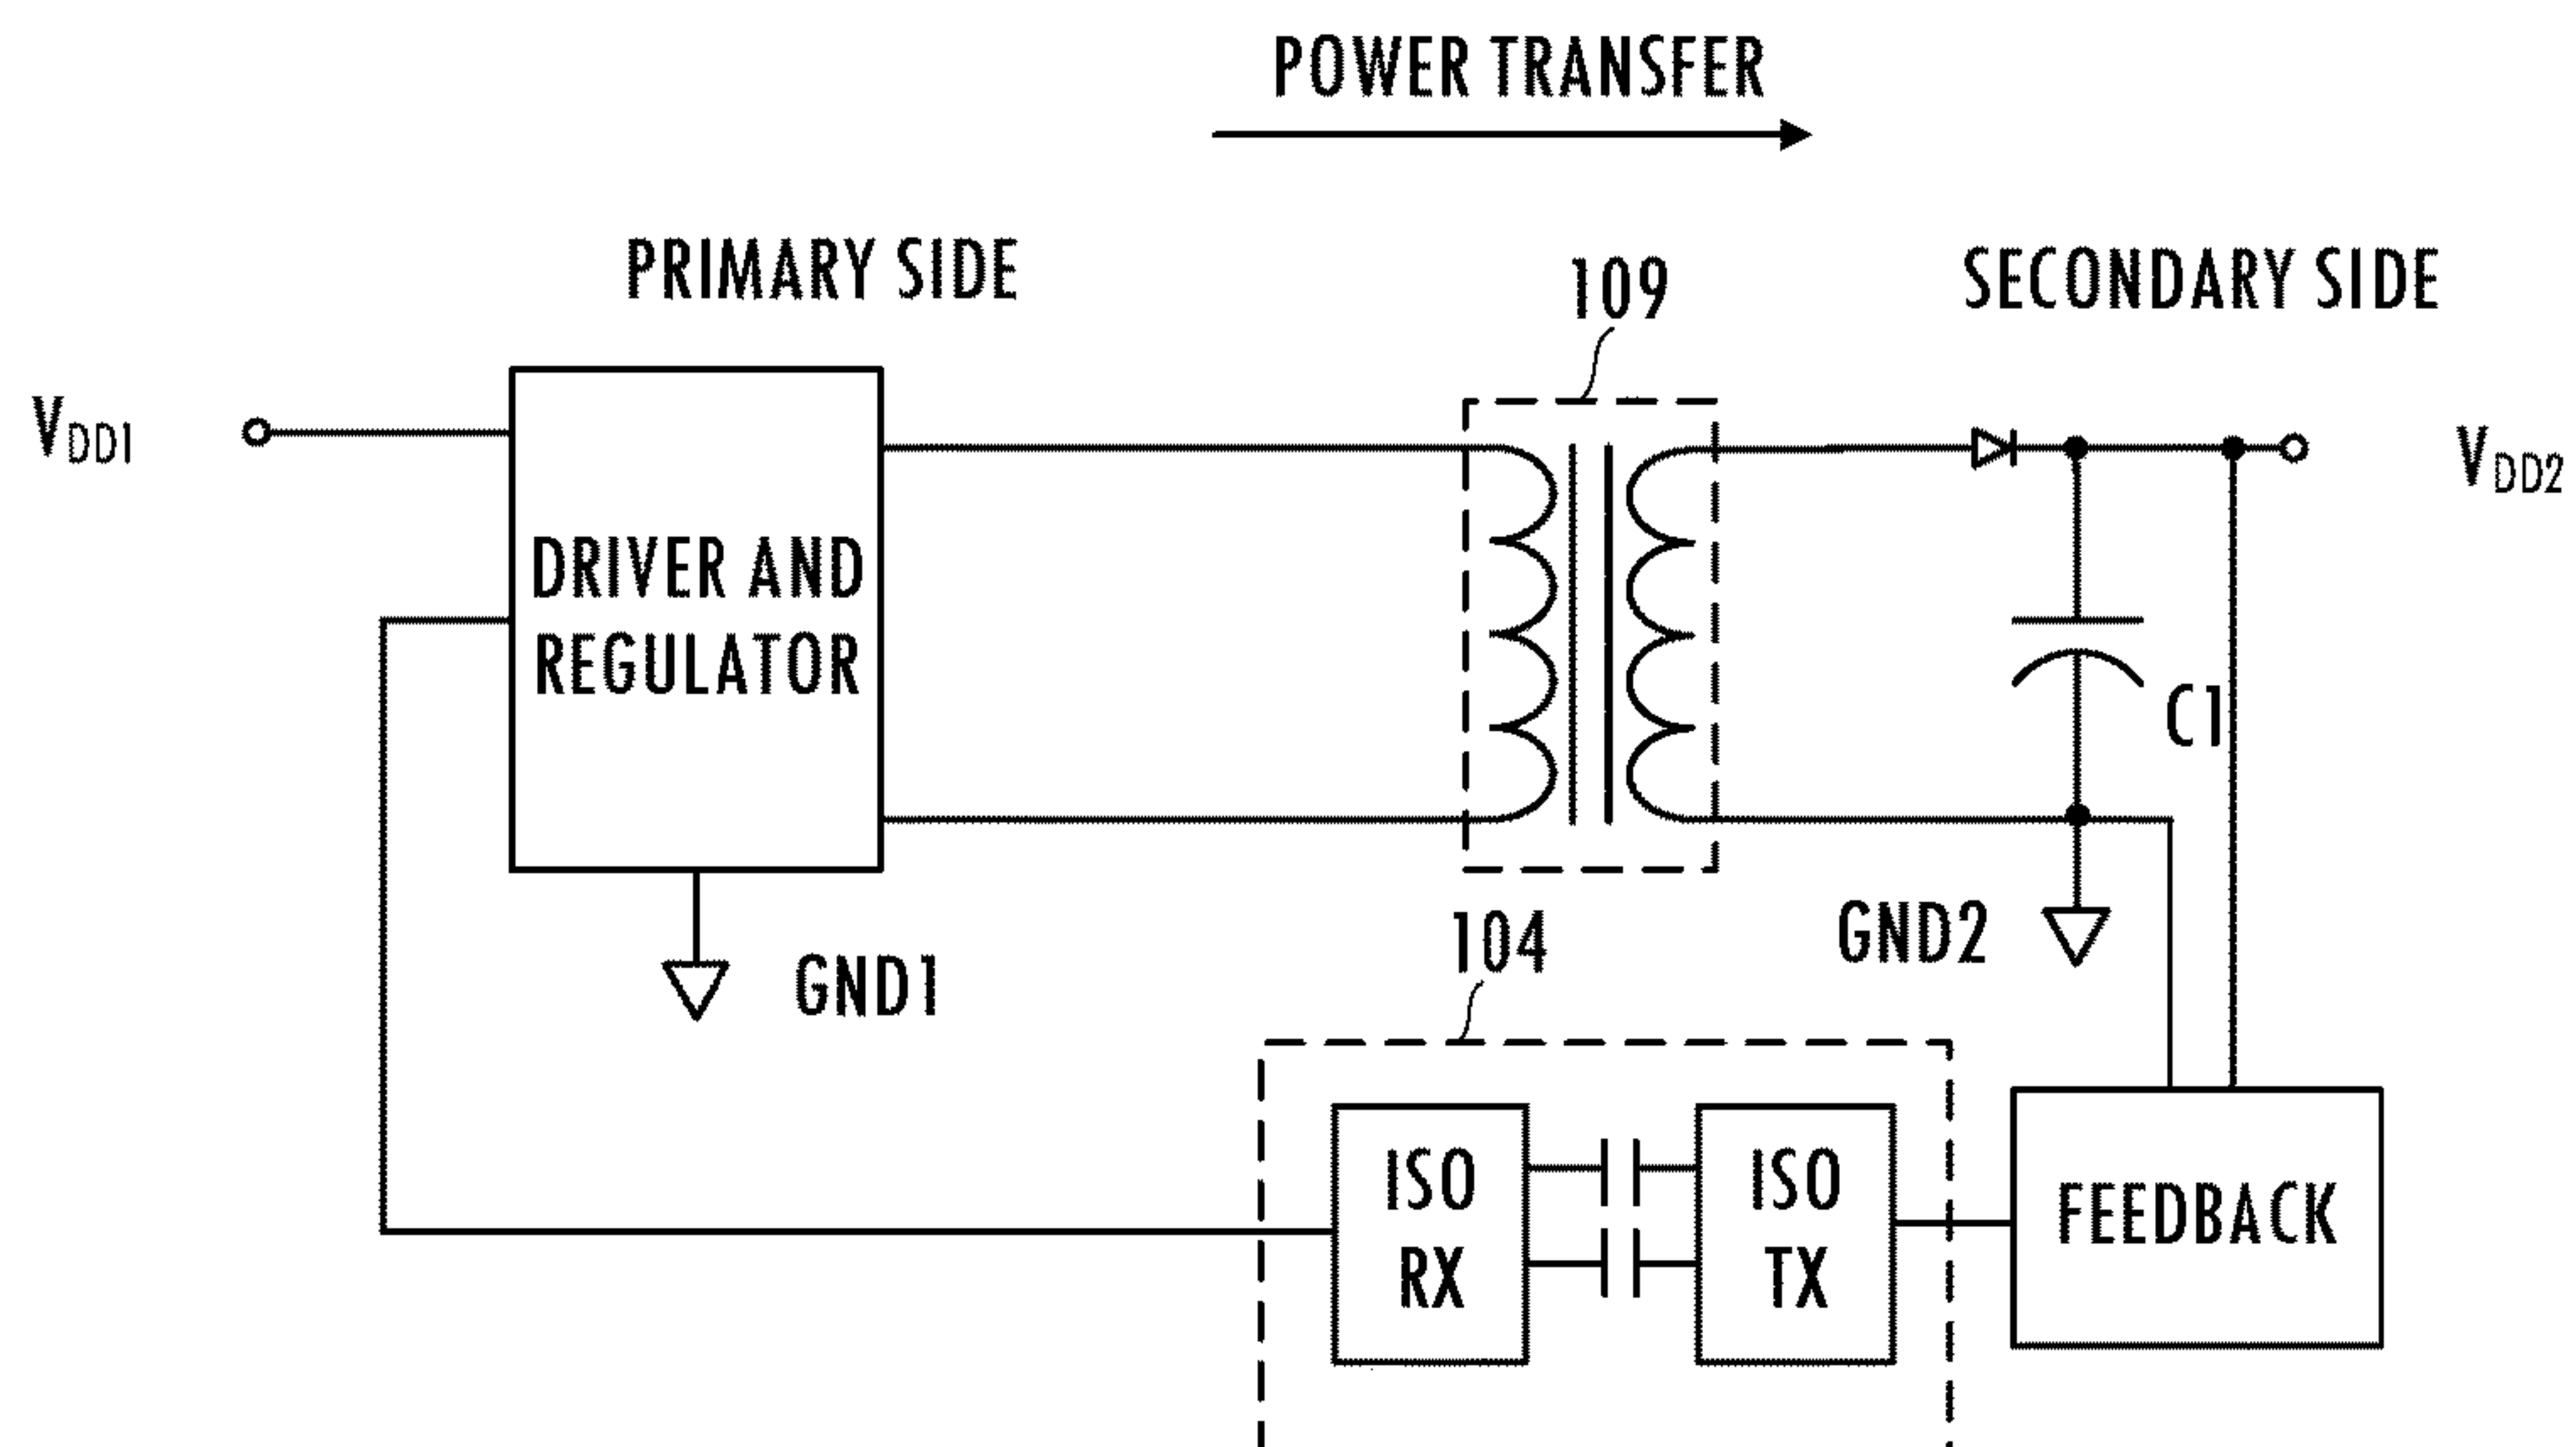 POWER TRANSFER
PRIMARY SIDE
109
SECONDARY SIDE
VDD1
VDD2
DRIVER AND
REGULATOR
C1
GND1
104
GND2
ISO
RX
ISO
TX
FEEDBACK